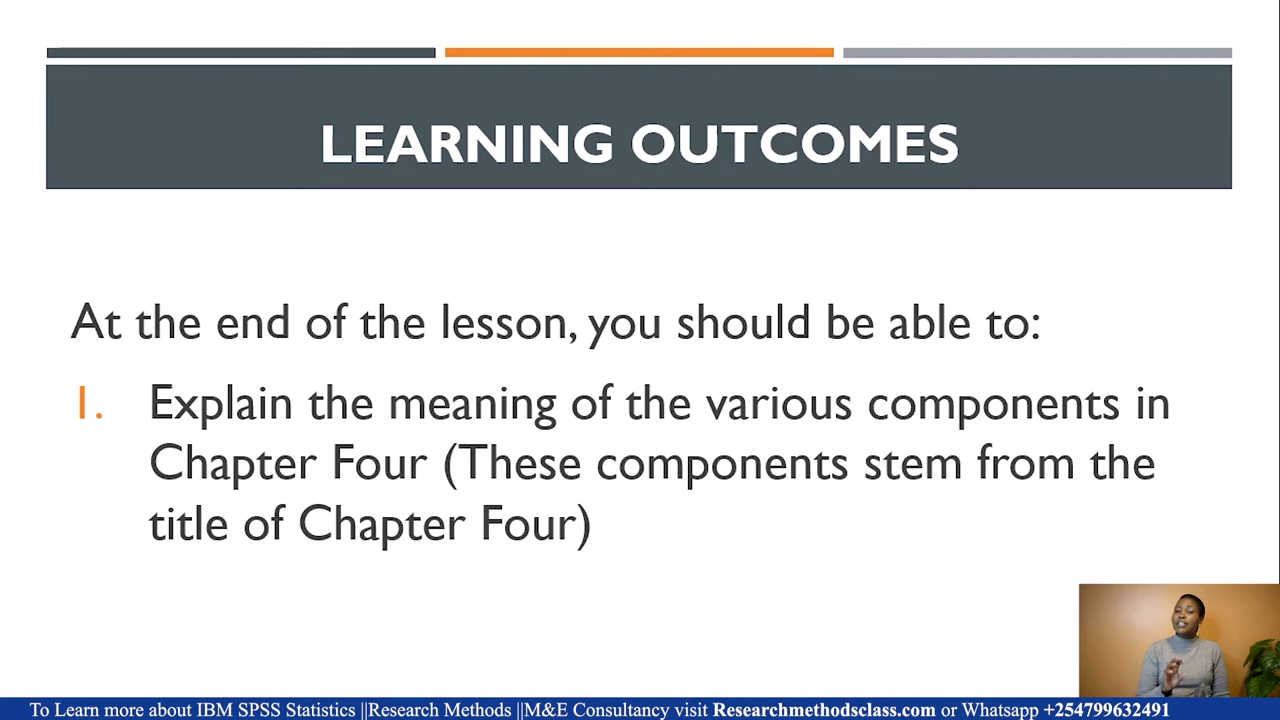 LEARNING OUTCOMES
At the end of the lesson, you should be able to:
1. Explain the meaning of the various components in
Chapter Four (These components stem from the
title of Chapter Four)
To Learn more about IBM SPSS Statistics ||Research Methods ||M&E Consultancy visit Researchmethodsclass.com or Whatsapp +254799632491